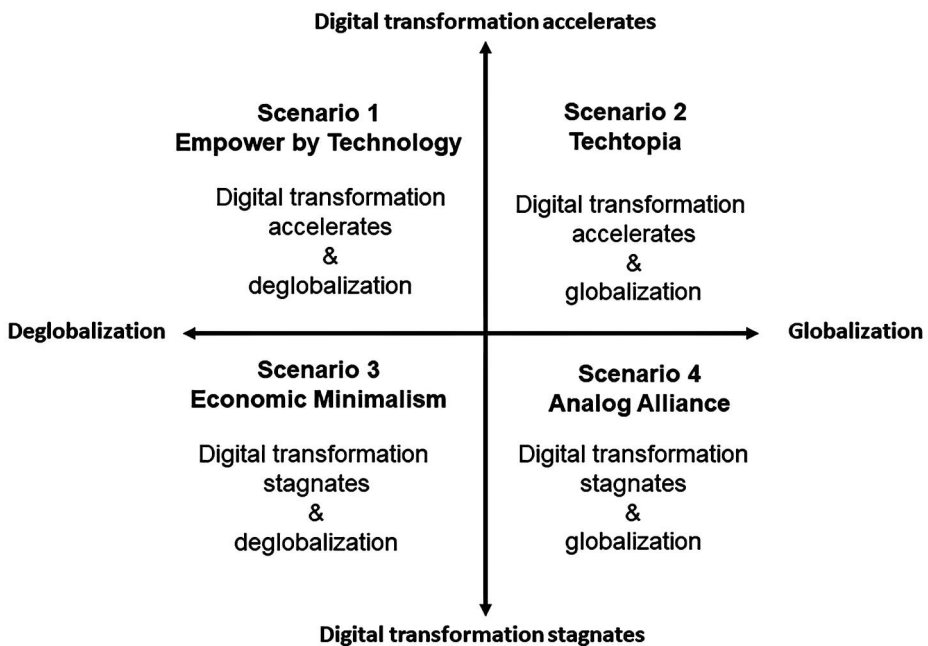 Digital transformation accelerates
Scenario 1
Empower by Technology
Digital transformation
accelerates
&
deglobalization
Scenario 2
Techtopia
Digital transformation
accelerates
&
globalization
Deglobalization
Globalization
Scenario 3
Economic Minimalism
Digital transformation
stagnates
&
deglobalization
Scenario 4
Analog Alliance
Digital transformation
stagnates
&
globalization
Digital transformation stagnates